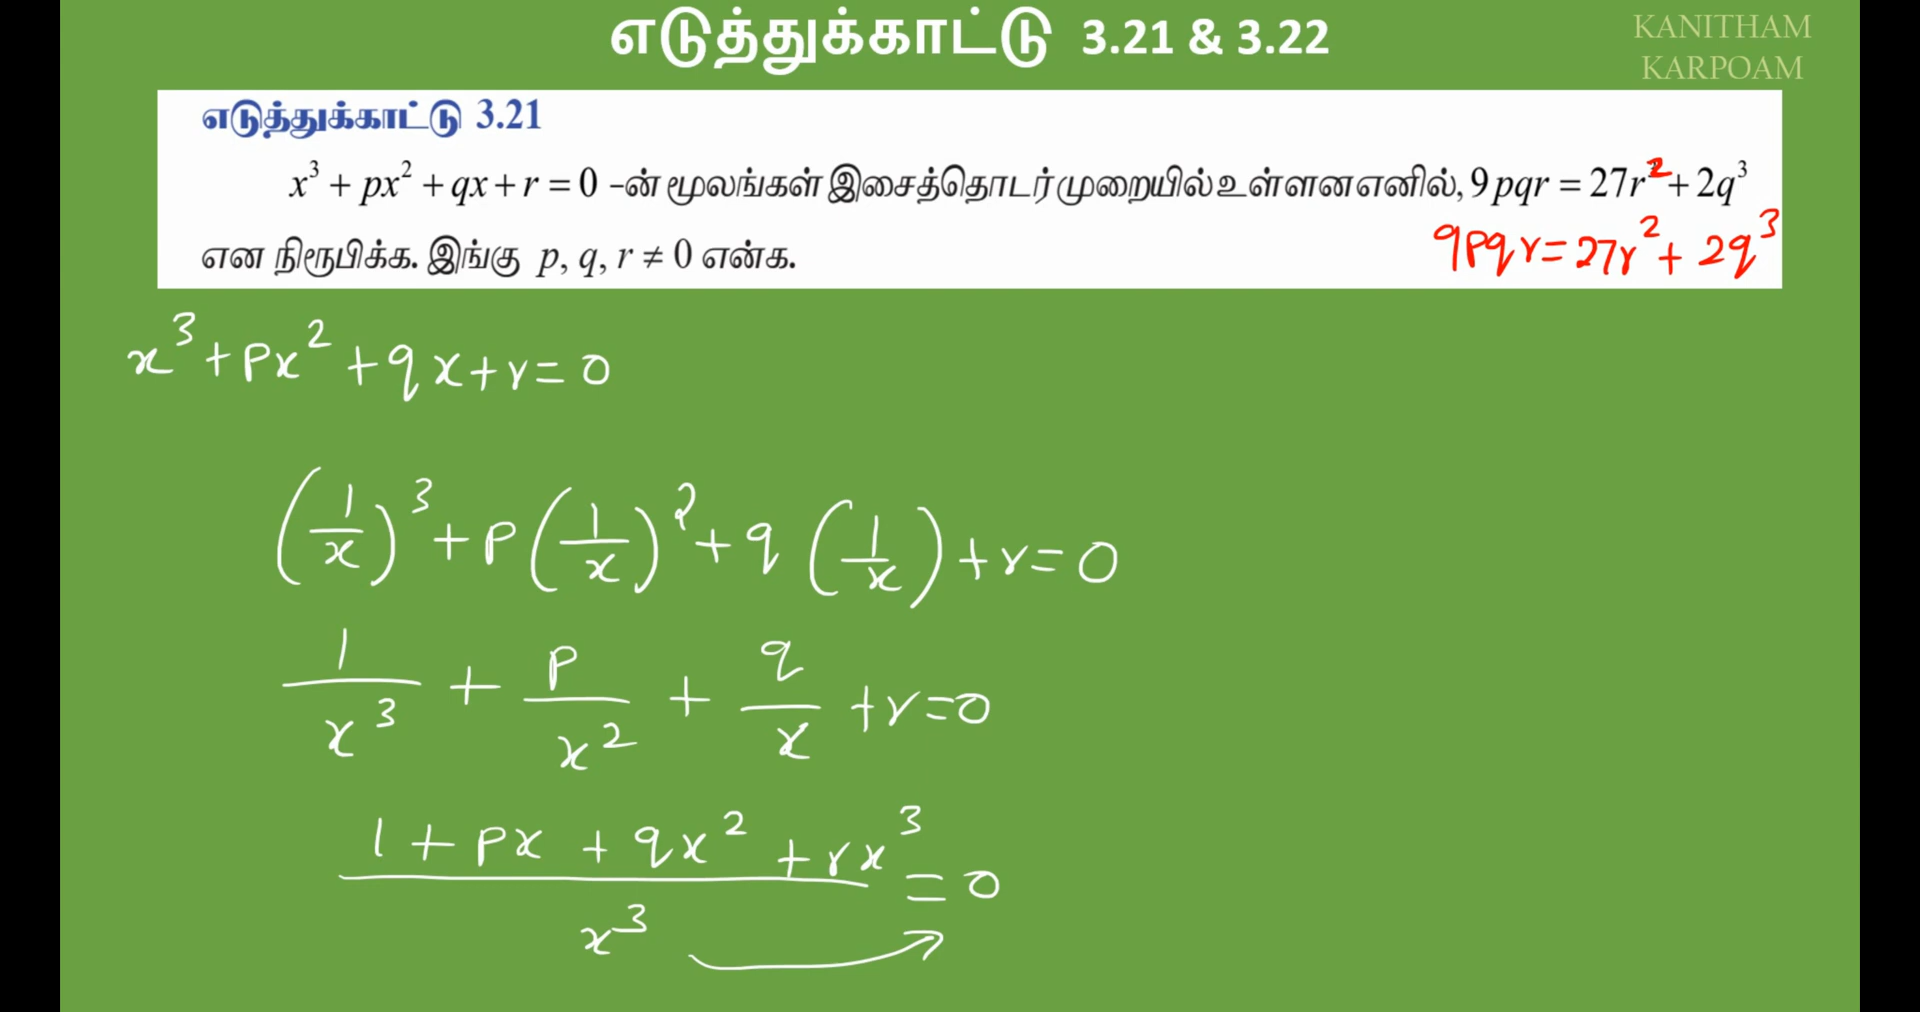 எடுத்துக்காட்டு 3.21 & 3.22
KANITHAM
KARPOAM
எடுத்துக்காட்டு 3.21
x³ + px² + qx + r = 0 -ன் மூலங்கள் இசைத்தொடர் முறையில் உள்ளன எனில், 9pqr = 27r² + 2q³
என நிரூபிக்க. இங்கு p, q, r ≠ 0 என்க.
9pqr = 27r² + 2q³
x³ + px² + qx + r = 0
(1/x)³ + p(1/x)² + q(1/x) + r = 0
1/x³ + p/x² + q/x + r = 0
1 + px + qx² + rx³ / x³ = 0